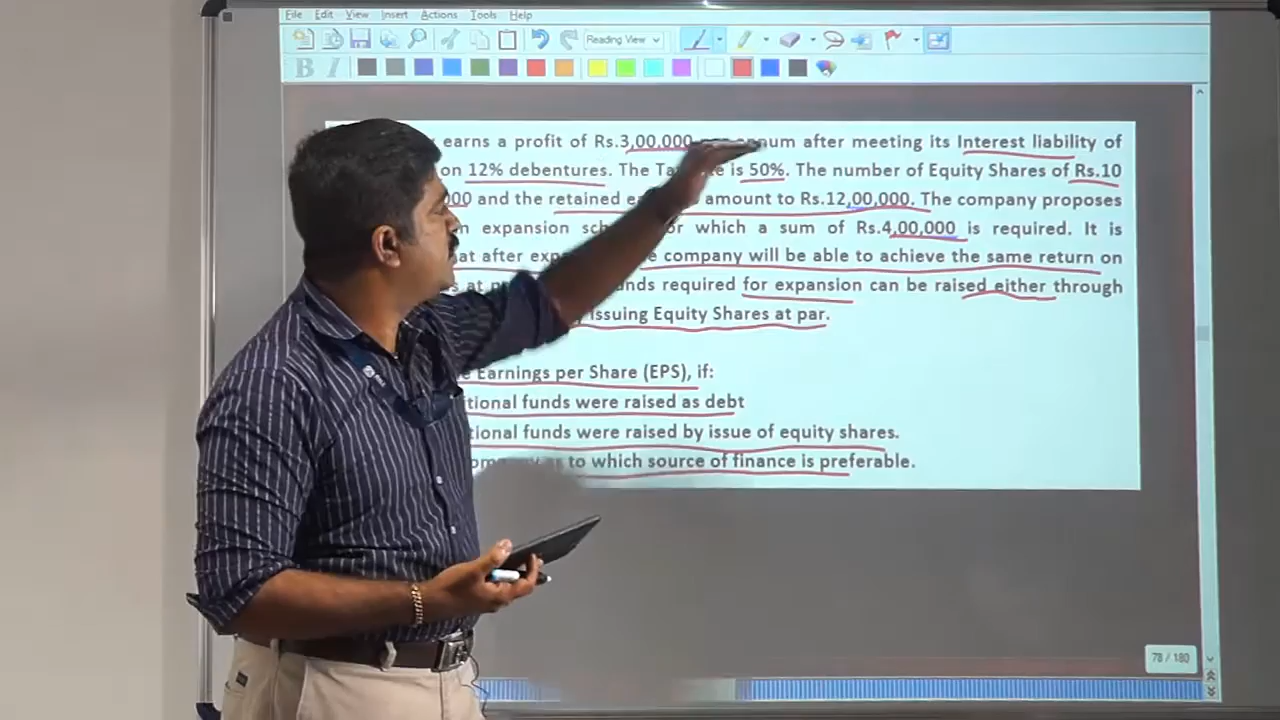 File Edit View Insert Actions Tools Help
Reading View
B I
earns a profit of Rs.3,00,000 annum after meeting its Interest liability of
on 12% debentures. The is 50%. The number of Equity Shares of Rs.10
and the retained amount to Rs.12,00,000. The company proposes
expansion which a sum of Rs.4,00,000 is required. It is
after company will be able to achieve the same return on
at required for expansion can be raised either through
issuing Equity Shares at par.
Earnings per Share (EPS), if:
funds were raised as debt
funds were raised by issue of equity shares.
to which source of finance is preferable.
78 / 180